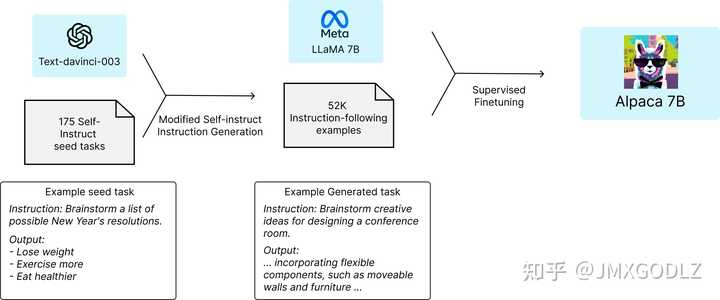 Text-davinci-003
175 Self-
Instruct
seed tasks
Modified Self-instruct
Instruction Generation
Meta
LLaMA 7B
52K
Instruction-following
examples
Supervised
Finetuning
Alpaca 7B
Example seed task
Instruction: Brainstorm a list of
possible New Year's resolutions.
Output:
- Lose weight
- Exercise more
- Eat healthier
Example Generated task
Instruction: Brainstorm creative
ideas for designing a conference
room.
Output:
... incorporating flexible
components, such as moveable
walls and furniture ...
知乎 @JMXGODLZ